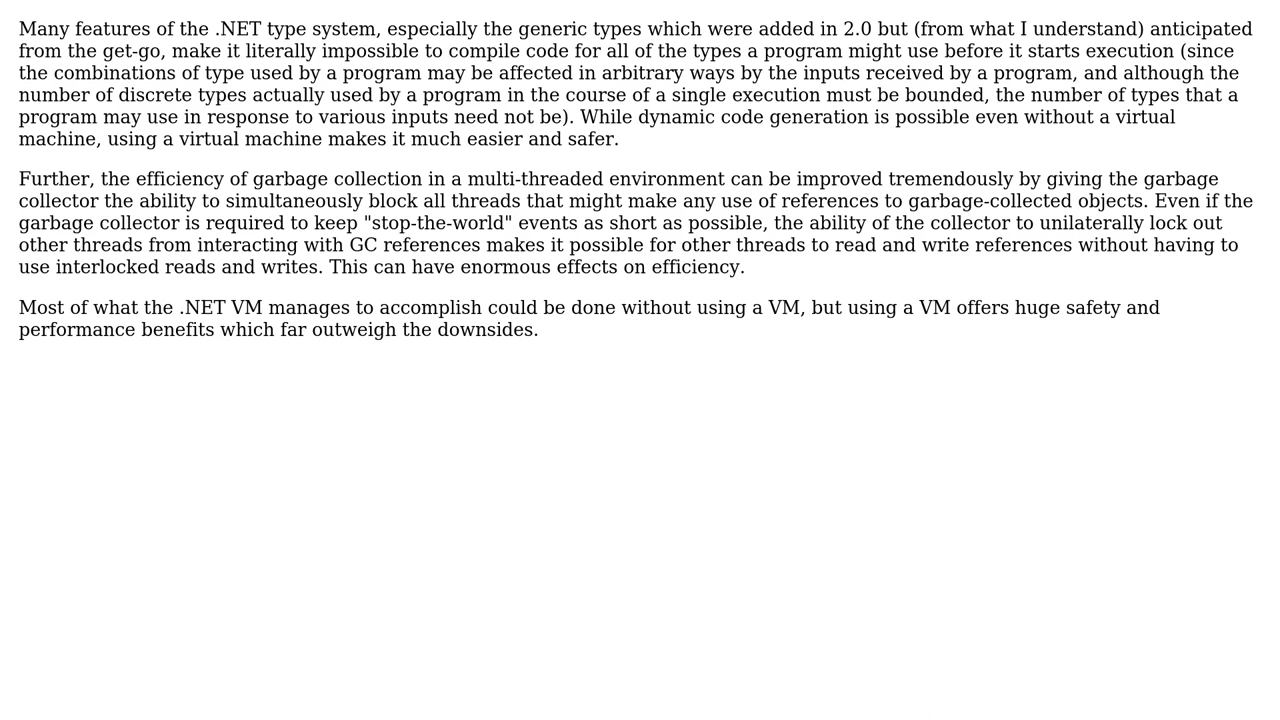 Many features of the .NET type system, especially the generic types which were added in 2.0 but (from what I understand) anticipated
from the get-go, make it literally impossible to compile code for all of the types a program might use before it starts execution (since
the combinations of type used by a program may be affected in arbitrary ways by the inputs received by a program, and although the
number of discrete types actually used by a program in the course of a single execution must be bounded, the number of types that a
program may use in response to various inputs need not be). While dynamic code generation is possible even without a virtual
machine, using a virtual machine makes it much easier and safer.
Further, the efficiency of garbage collection in a multi-threaded environment can be improved tremendously by giving the garbage
collector the ability to simultaneously block all threads that might make any use of references to garbage-collected objects. Even if the
garbage collector is required to keep "stop-the-world" events as short as possible, the ability of the collector to unilaterally lock out
other threads from interacting with GC references makes it possible for other threads to read and write references without having to
use interlocked reads and writes. This can have enormous effects on efficiency.
Most of what the .NET VM manages to accomplish could be done without using a VM, but using a VM offers huge safety and
performance benefits which far outweigh the downsides.